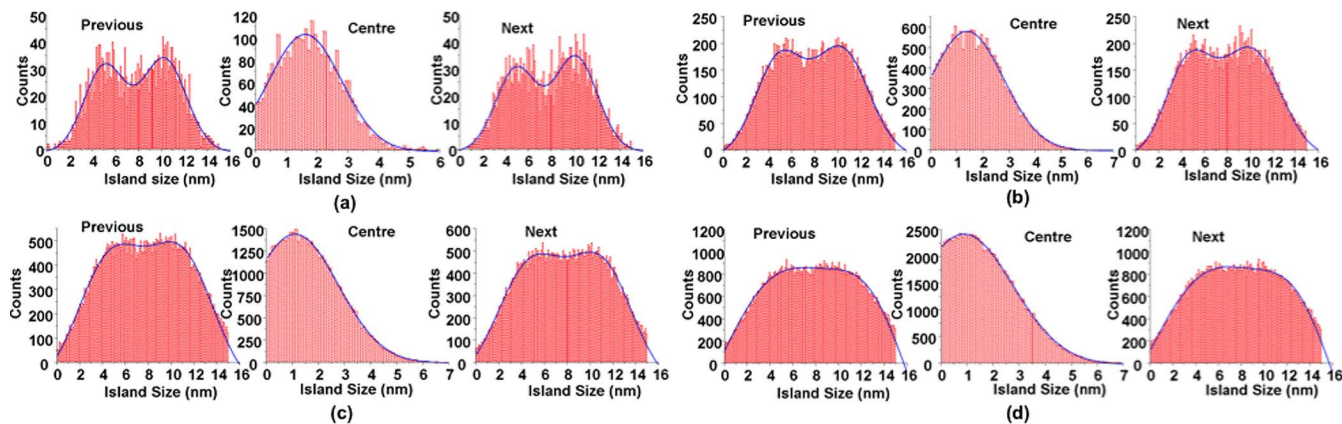 Previous
Centre
Next
Counts
50
40
30
20
10
0
0 2 4 6 8 10 12 14 16
Island Size (nm)
Counts
120
100
80
60
40
20
0
0 1 2 3 4 5 6
Island Size (nm)
Counts
50
40
30
20
10
0
0 2 4 6 8 10 12 14 16
Island Size (nm)
(a)
Previous
Centre
Next
Counts
250
200
150
100
50
0
0 2 4 6 8 10 12 14 16
Island Size (nm)
Counts
600
500
400
300
200
100
0
0 1 2 3 4 5 6 7
Island Size (nm)
Counts
250
200
150
100
50
0
0 2 4 6 8 10 12 14 16
Island Size (nm)
(b)
Previous
Centre
Next
Counts
500
400
300
200
100
0
0 2 4 6 8 10 12 14 16
Island Size (nm)
Counts
1500
1250
1000
750
500
250
0
0 1 2 3 4 5 6 7
Island Size (nm)
Counts
600
500
400
300
200
100
0
0 2 4 6 8 10 12 14 16
Island Size (nm)
(c)
Previous
Centre
Next
Counts
1200
1000
800
600
400
200
0
0 2 4 6 8 10 12 14 16
Island Size (nm)
Counts
2500
2000
1500
1000
500
0
0 1 2 3 4 5 6 7
Island Size (nm)
Counts
1200
1000
800
600
400
200
0
0 2 4 6 8 10 12 14 16
Island Size (nm)
(d)